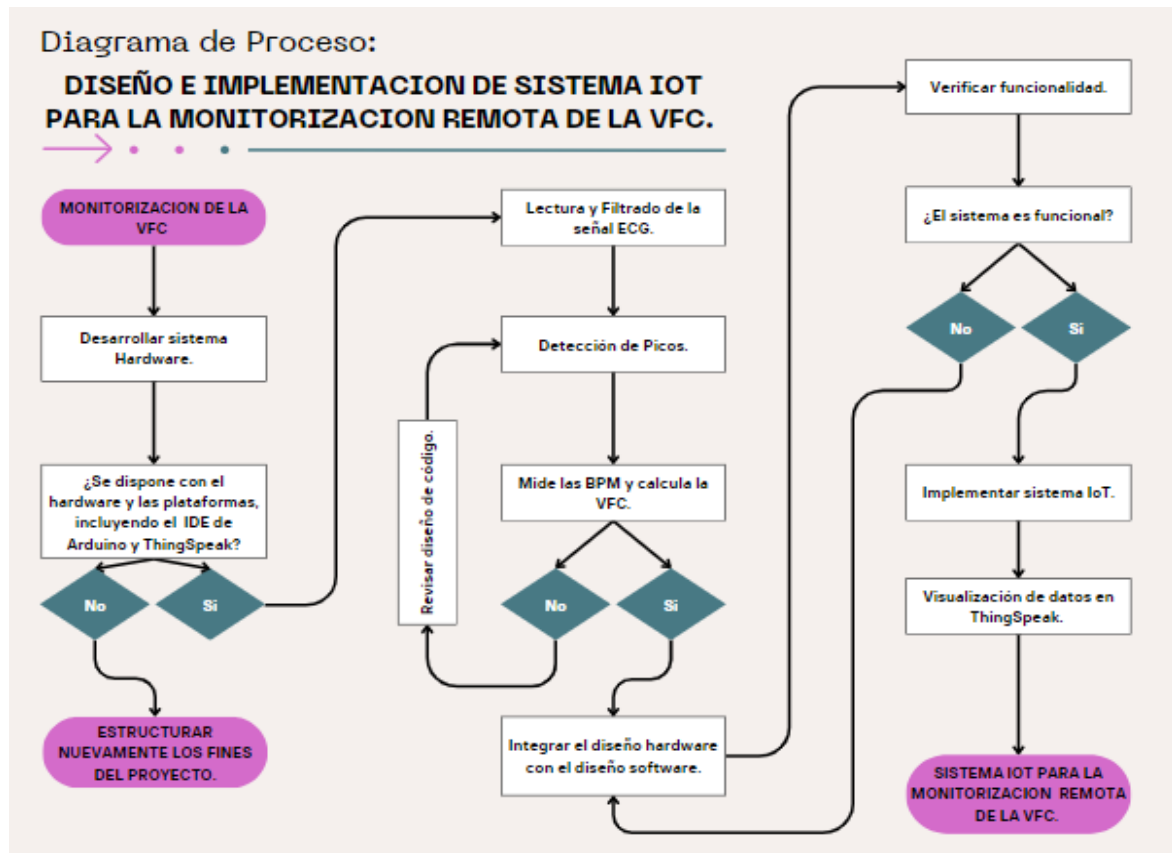 Diagrama de Proceso:
DISEÑO E IMPLEMENTACION DE SISTEMA IOT
PARA LA MONITORIZACION REMOTA DE LA VFC.
MONITORIZACION DE LA
VFC
Desarrollar sistema
Hardware.
¿Se dispone con el
hardware y las plataformas,
incluyendo el IDE de
Arduino y ThingSpeak?
No
Si
ESTRUCTURAR
NUEVAMENTE LOS FINES
DEL PROYECTO.
Lectura y Filtrado de la
señal ECG.
Detección de Picos.
Revisar diseño de código.
Mide las BPM y calcula la
VFC.
No
Si
Integrar el diseño hardware
con el diseño software.
Verificar funcionalidad.
¿El sistema es funcional?
No
Si
Implementar sistema IoT.
Visualización de datos en
ThingSpeak.
SISTEMA IOT PARA LA
MONITORIZACION REMOTA
DE LA VFC.